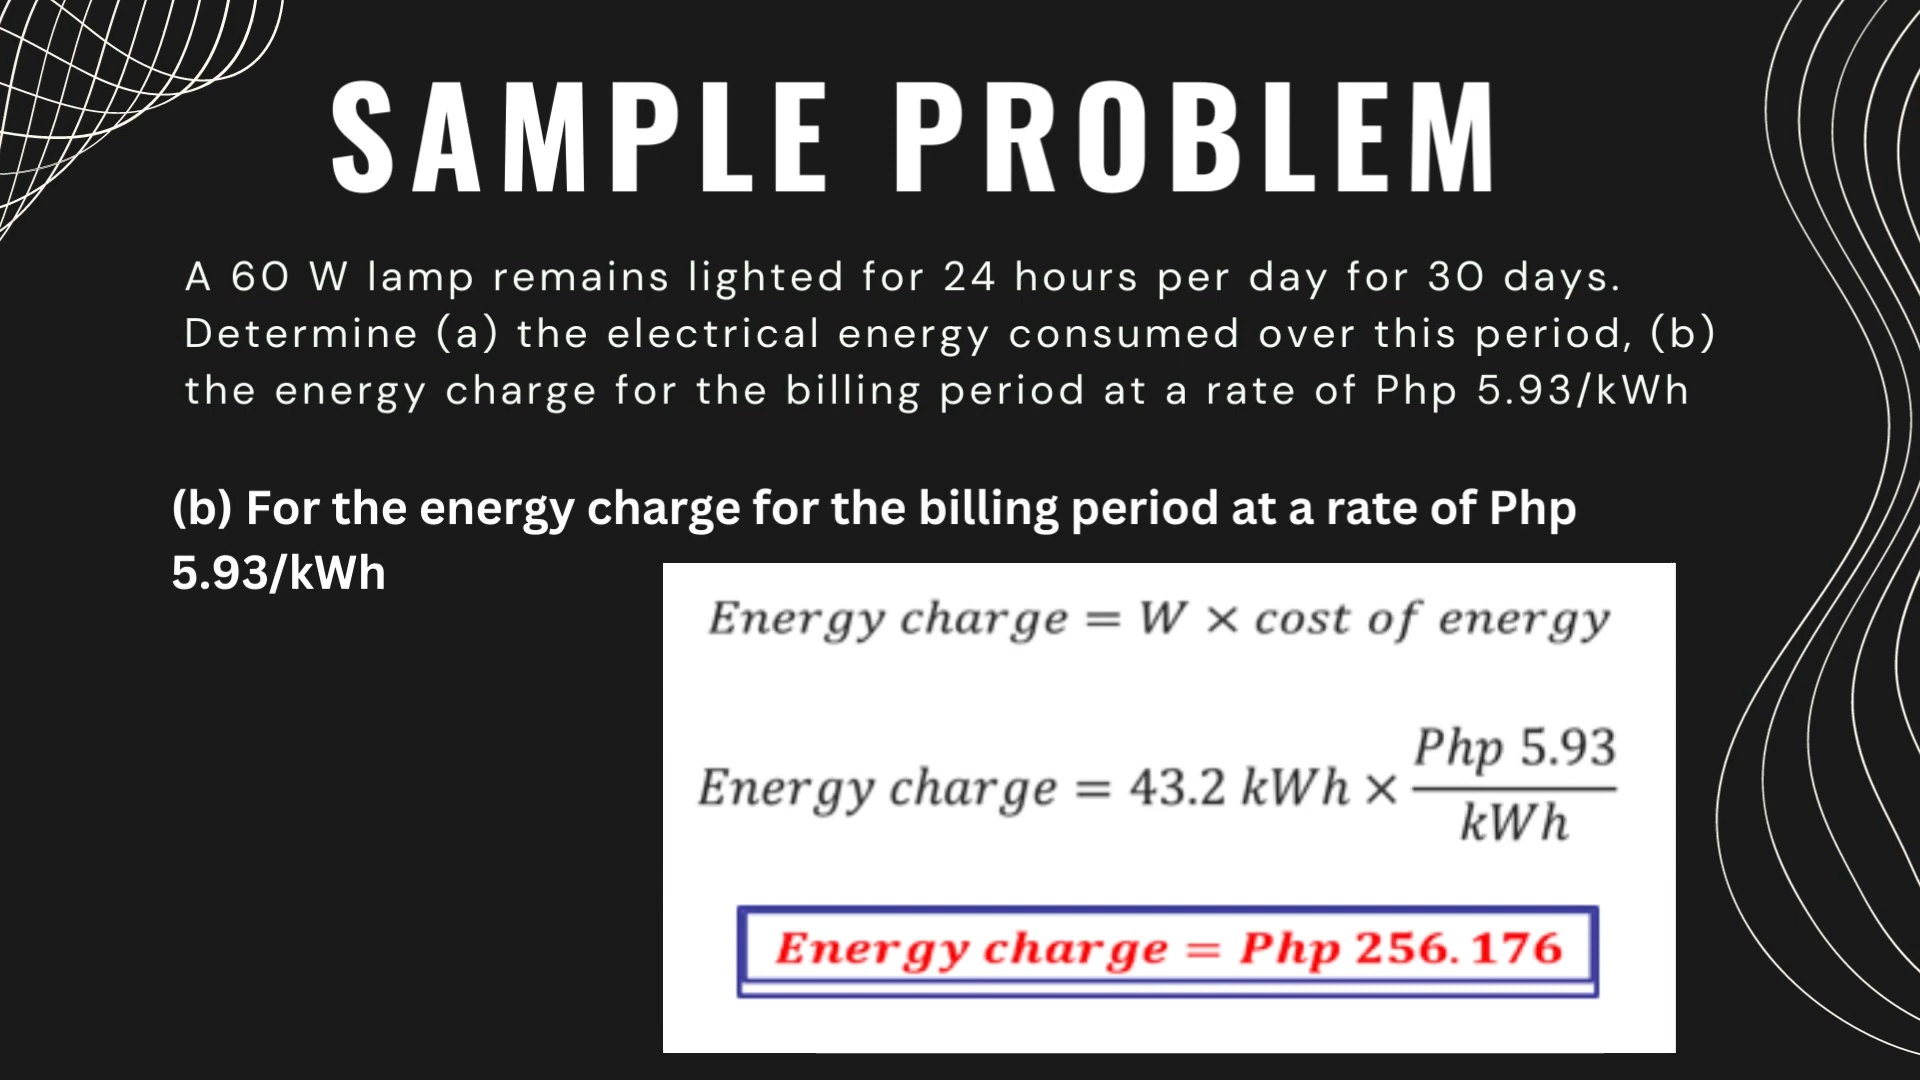 SAMPLE PROBLEM
A 60 W lamp remains lighted for 24 hours per day for 30 days.
Determine (a) the electrical energy consumed over this period, (b)
the energy charge for the billing period at a rate of Php 5.93/kWh
(b) For the energy charge for the billing period at a rate of Php
5.93/kWh
Energy charge = W × cost of energy
Energy charge = 43.2 kWh × Php 5.93 / kWh
Energy charge = Php 256.176